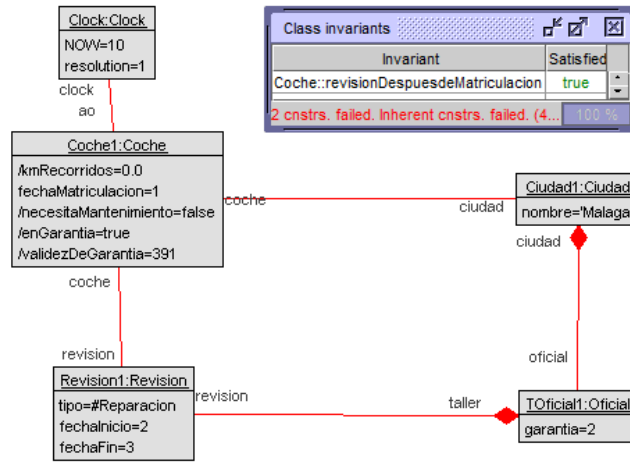 Clock:Clock
NOW=10
resolution=1
clock
ao
Class invariants
Invariant
Satisfied
Coche::revisionDespuesdeMatriculacion
true
2 cnstrs. failed. Inherent cnstrs. failed. (4...
100 %
Coche1:Coche
/kmRecorridos=0.0
fechaMatriculacion=1
/necesitaMantenimiento=false
/enGarantia=true
/validezDeGarantia=391
coche
ciudad
Ciudad1:Ciudad
nombre='Malaga
ciudad
coche
revision
oficial
Revision1:Revision
tipo=#Reparacion
fechaInicio=2
fechaFin=3
revision
taller
TOficial1:Oficial
garantia=2